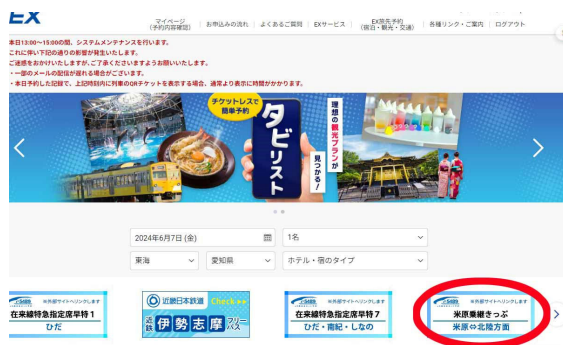 EX
マイページ
(予約内容確認)
お申込みの流れ
よくあるご質問
EXサービス
EX旅先予約
(宿泊・観光・交通)
各種リンク・ご案内
ログアウト
本日13:00~15:00の間、システムメンテナンスを行います。
これに伴い下記の通りの影響が発生いたします。
ご迷惑をおかけいたしますが、ご了承くださいますようお願いいたします。
・一部のメールの配信が遅れる場合がございます。
・本日予約した記録で、上記時刻内に列車のQRチケットを表示する場合、通常より表示に時間がかかります。
チケットレスで
簡単予約
タビリスト
理想の観光プランが
見つかる!
2024年6月7日 (金)
1名
東海
愛知県
ホテル・宿のタイプ
※外部サイトへリンクします
在来線特急指定席早特1
ひだ
近畿日本鉄道 Check▶▶
近鉄 伊勢志摩 フリーパス
※外部サイトへリンクします
在来線特急指定席早特7
ひだ・南紀・しなの
※外部サイトへリンクします
米原乗継きっぷ
米原⇔北陸方面